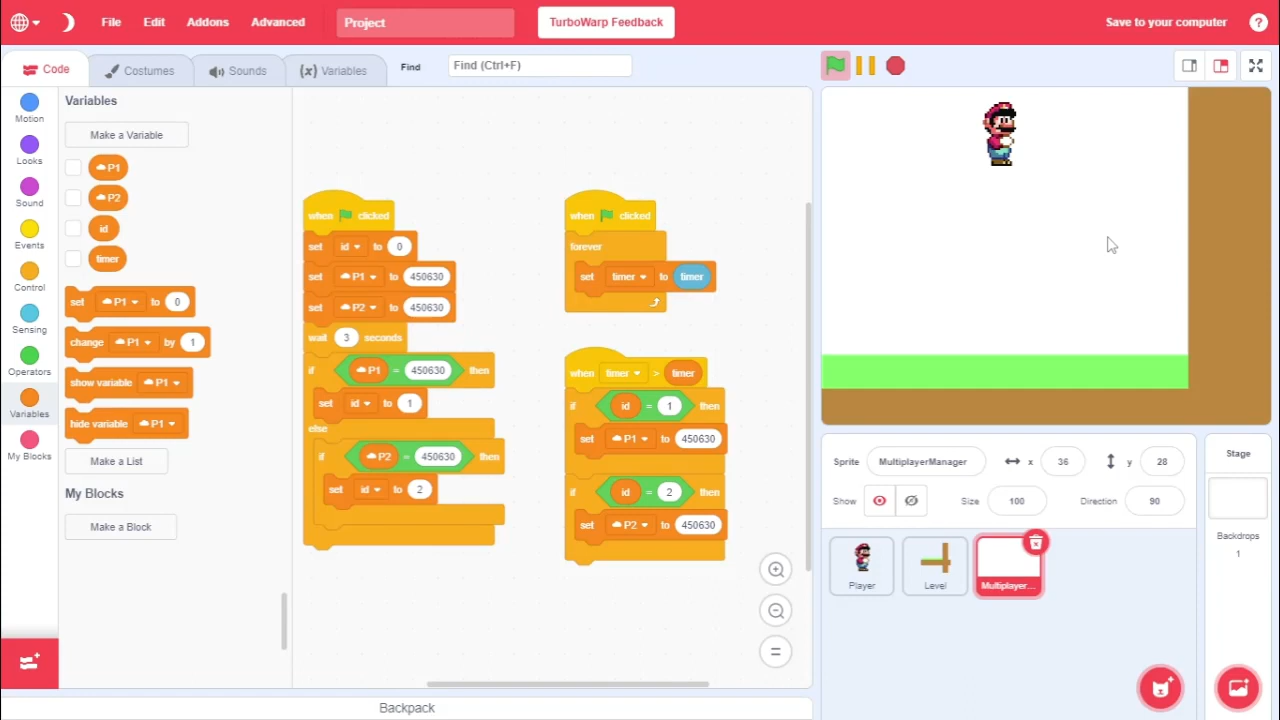 File Edit Addons Advanced Project TurboWarp Feedback Save to your computer ?
Code Costumes Sounds (x) Variables Find Find (Ctrl+F)
Motion
Looks
Sound
Events
Control
Sensing
Operators
Variables
My Blocks
Variables
Make a Variable
P1
P2
id
timer
set P1 to 0
change P1 by 1
show variable P1
hide variable P1
Make a List
My Blocks
Make a Block
when clicked
set id to 0
set P1 to 450630
set P2 to 450630
wait 3 seconds
if P1 = 450630 then
set id to 1
else
if P2 = 450630 then
set id to 2
when clicked
forever
set timer to timer
when timer > timer
if id = 1 then
set P1 to 450630
if id = 2 then
set P2 to 450630
Backpack
Sprite MultiplayerManager x 36 y 28
Show Size 100 Direction 90
Player
Level
Multiplayer...
Stage
Backdrops
1